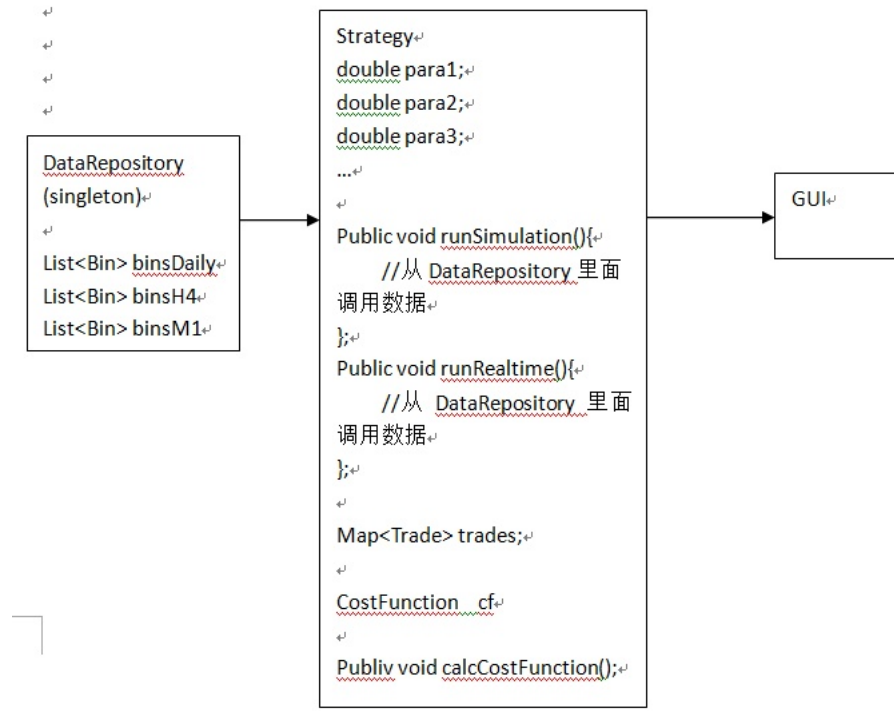 DataRepository
(singleton)
List<Bin> binsDaily
List<Bin> binsH4
List<Bin> binsM1
Strategy
double para1;
double para2;
double para3;
...
Public void runSimulation(){
//从 DataRepository 里面
调用数据
};
Public void runRealtime(){
//从 DataRepository 里面
调用数据
};
Map<Trade> trades;
CostFunction cf
Publiv void calcCostFunction();
GUI